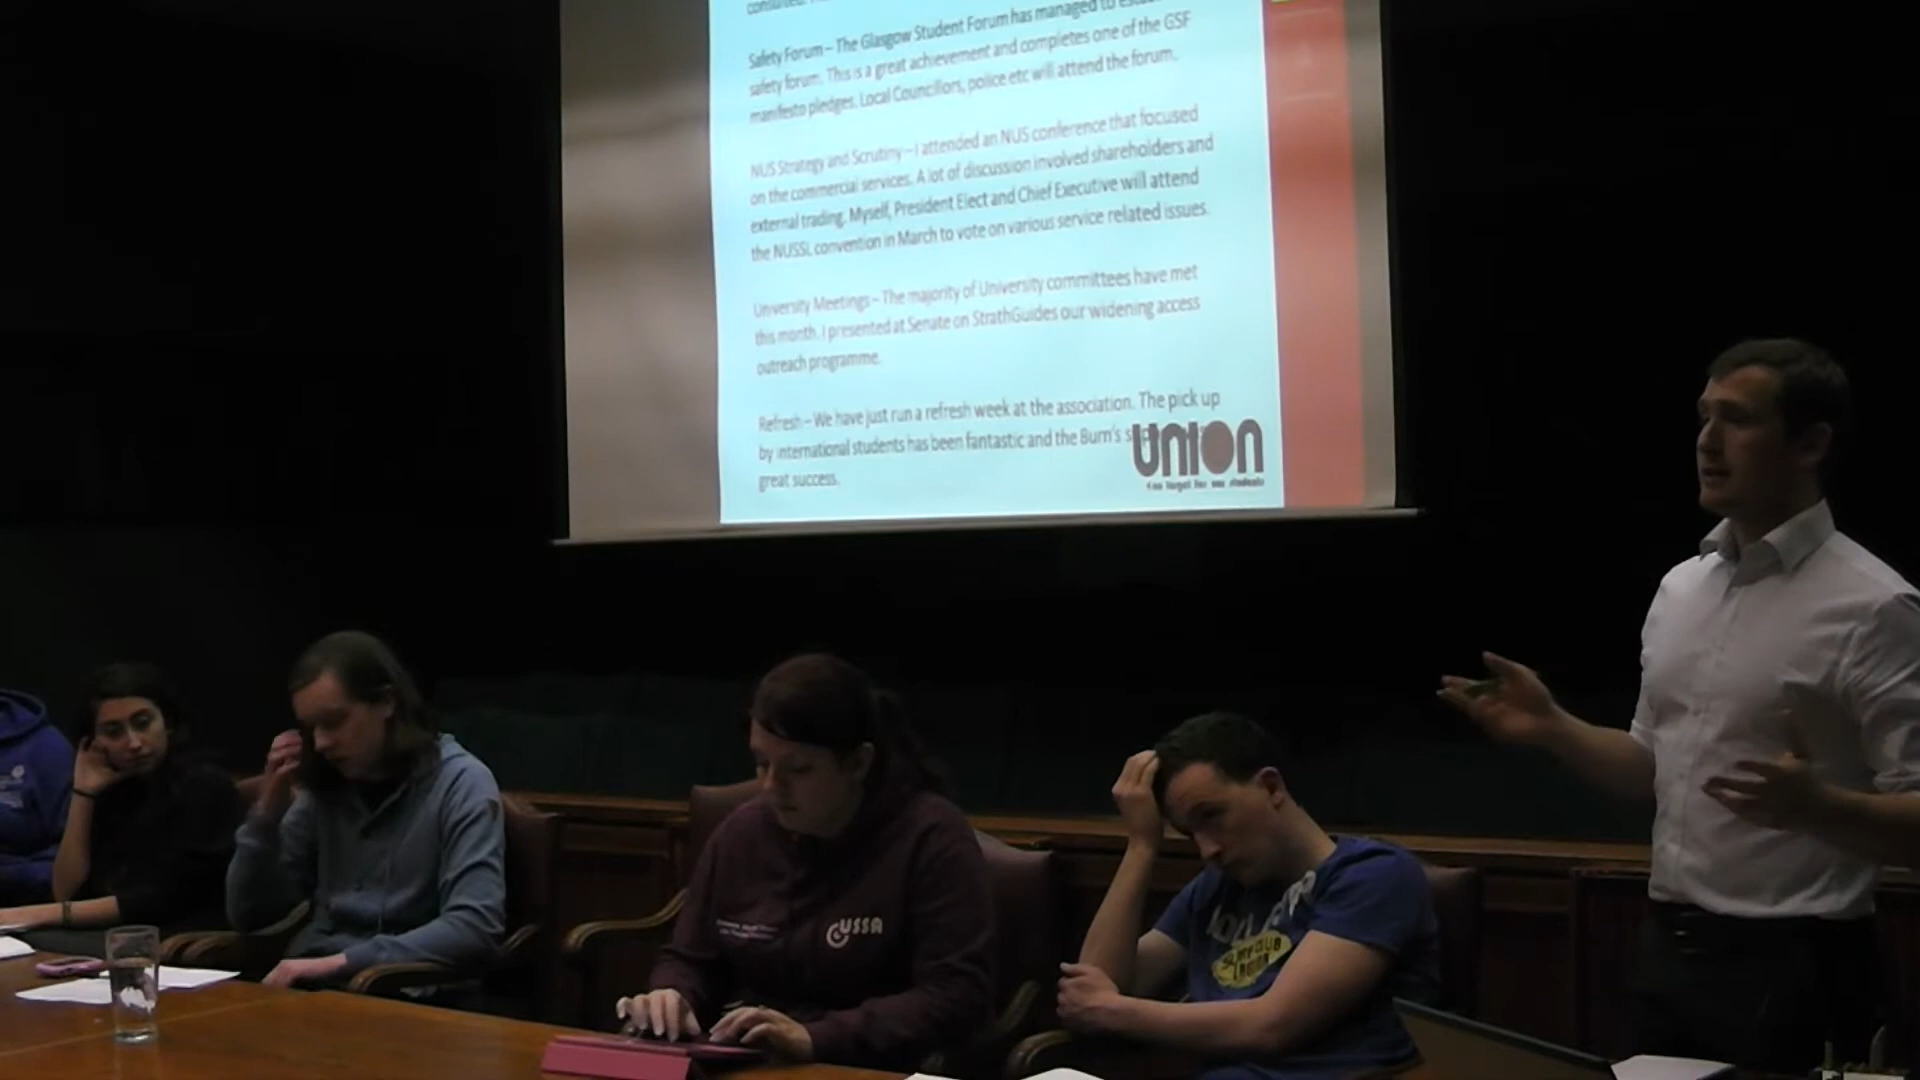 Safety Forum – The Glasgow Student Forum has managed to
safety forum. This is a great achievement and completes one of the GSF
manifesto pledges. Local Councillors, police etc will attend the forum.
NUS Strategy and Scrutiny – I attended an NUS conference that focused
on the commercial services. A lot of discussion involved shareholders and
external trading. Myself, President Elect and Chief Executive will attend
the NUSSL convention in March to vote on various service related issues.
University Meetings – The majority of University committees have met
this month. I presented at Senate on StrathGuides our widening access
outreach programme.
Refresh – We have just run a refresh week at the association. The pick up
by international students has been fantastic and the Burn's
great success.
UNION
USSA
SURF CLUB